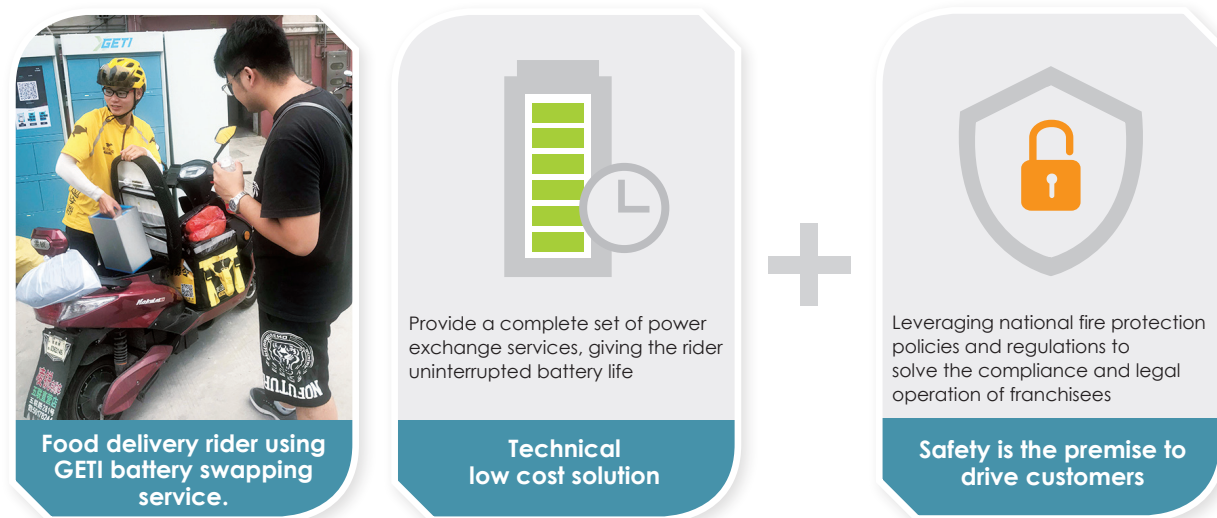 GETI
NOFUTURE
Food delivery rider using
GETI battery swapping
service.
Provide a complete set of power
exchange services, giving the rider
uninterrupted battery life
Technical
low cost solution
Leveraging national fire protection
policies and regulations to
solve the compliance and legal
operation of franchisees
Safety is the premise to
drive customers